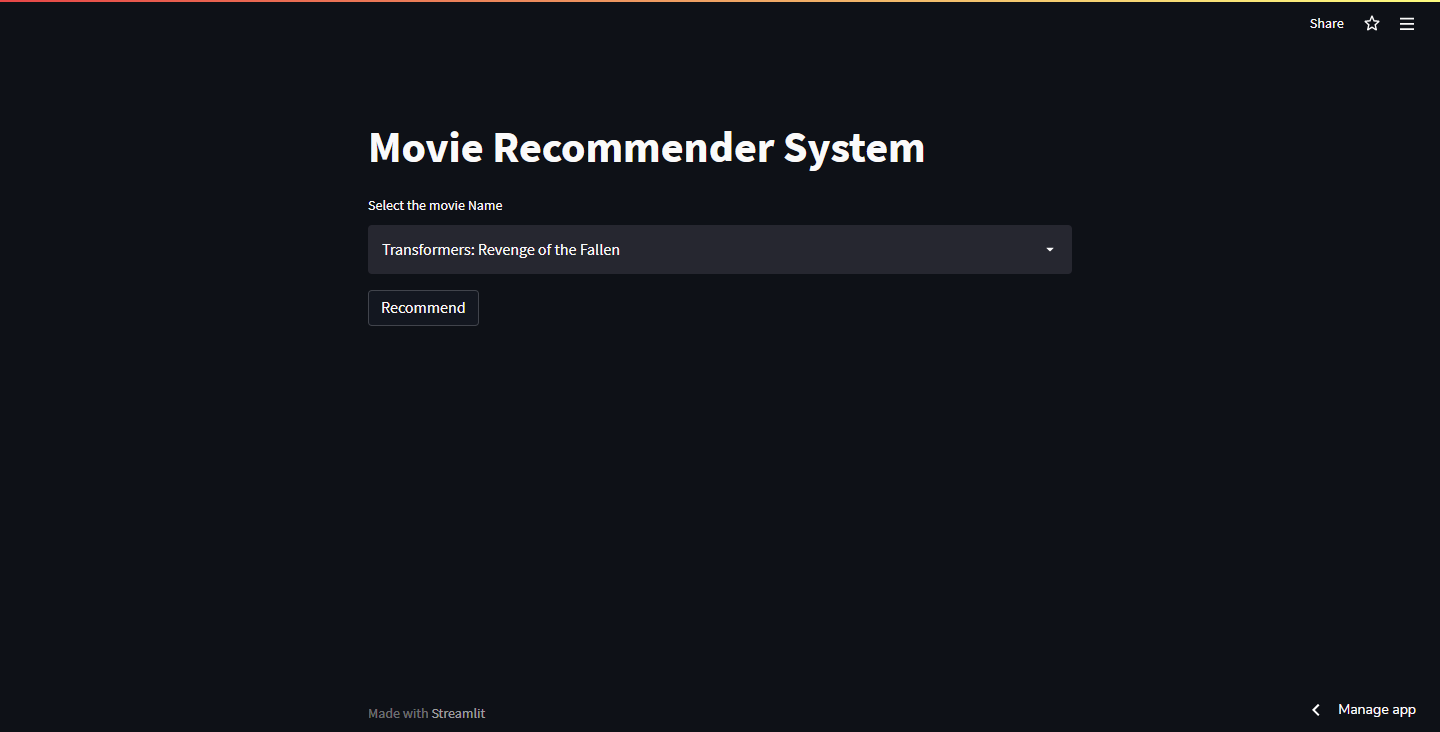 Share
Movie Recommender System
Select the movie Name
Transformers: Revenge of the Fallen
Recommend
Made with Streamlit
Manage app